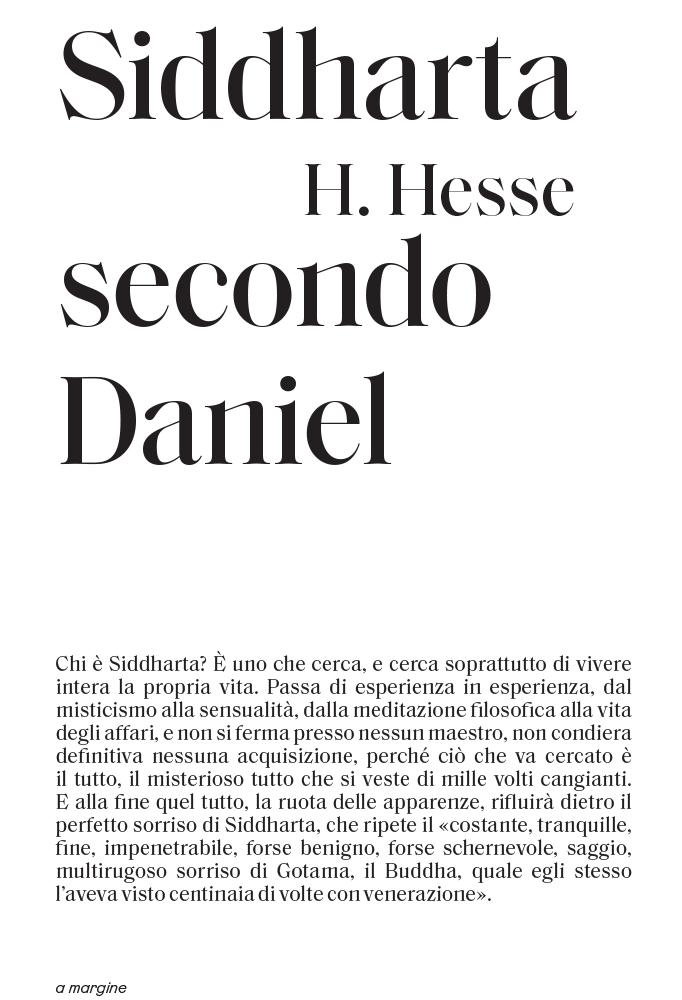 Siddharta
H. Hesse
secondo
Daniel
Chi è Siddharta? È uno che cerca, e cerca soprattutto di vivere
intera la propria vita. Passa di esperienza in esperienza, dal
misticismo alla sensualità, dalla meditazione filosofica alla vita
degli affari, e non si ferma presso nessun maestro, non condiera
definitiva nessuna acquisizione, perché ciò che va cercato è
il tutto, il misterioso tutto che si veste di mille volti cangianti.
E alla fine quel tutto, la ruota delle apparenze, rifluirà dietro il
perfetto sorriso di Siddharta, che ripete il «costante, tranquille,
fine, impenetrabile, forse benigno, forse schernevole, saggio,
multirugoso sorriso di Gotama, il Buddha, quale egli stesso
l’aveva visto centinaia di volte con venerazione».
a margine